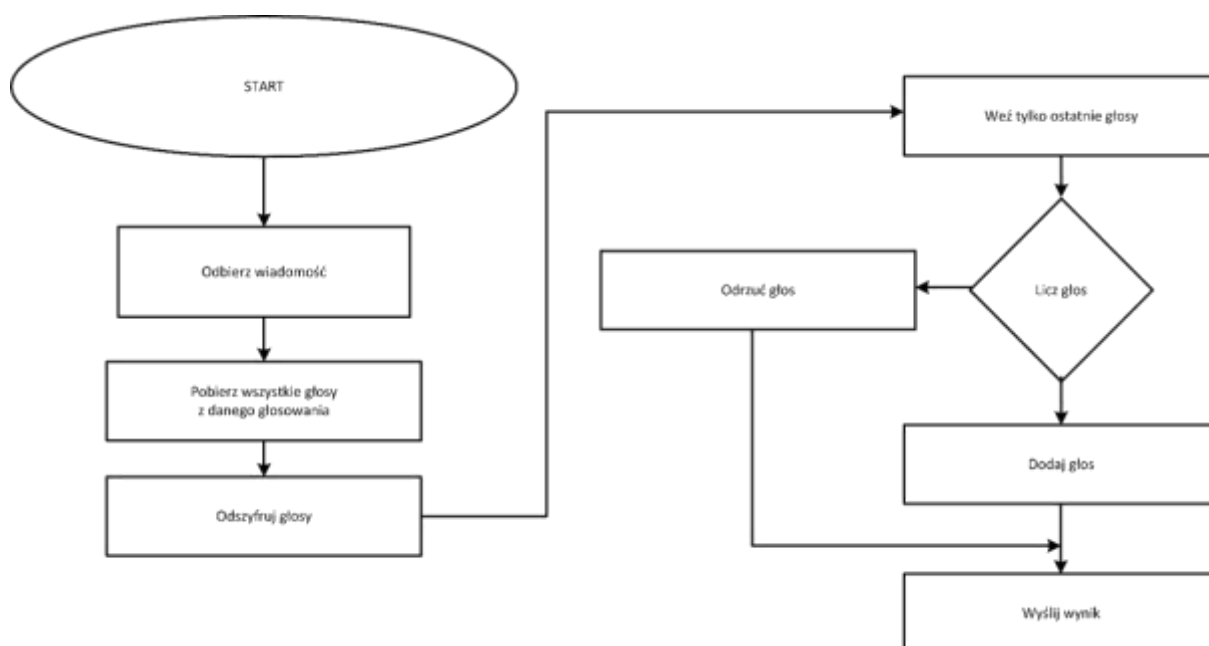 START
Odbierz wiadomość
Pobierz wszystkie głosy
z danego głosowania
Odszyfruj głosy
Weź tylko ostatnie głosy
Licz głos
Odrzuć głos
Dodaj głos
Wyślij wynik